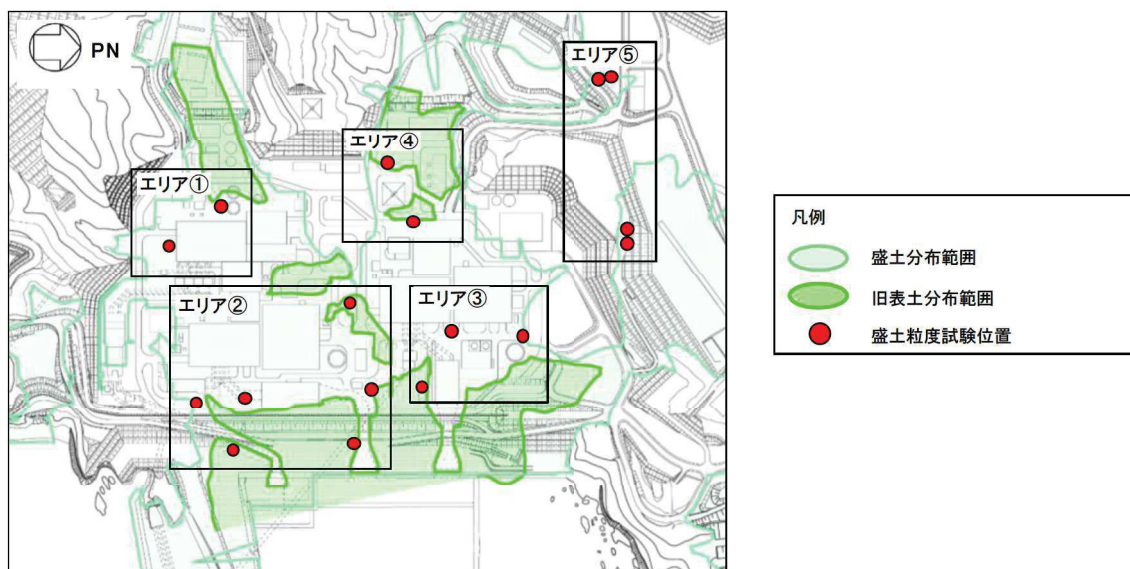 PN
エリア⑤
エリア④
エリア①
エリア②
エリア③
凡例
盛土分布範囲
旧表土分布範囲
盛土粒度試験位置